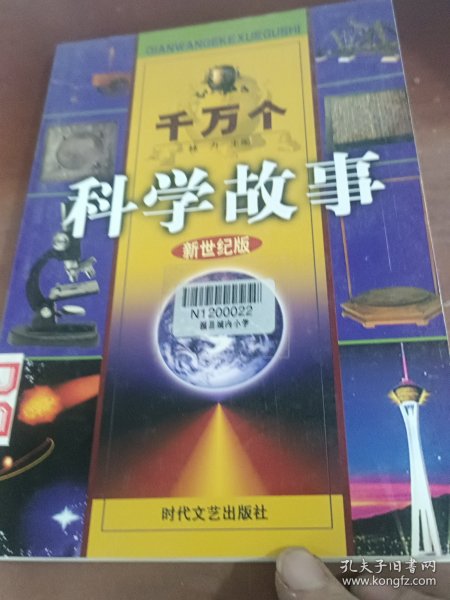 QIANWANGEKEXUEGUSHI
千万个
科学故事
新世纪版
N1200022
时代文艺出版社
孔夫子旧书网
www.kongfz.com